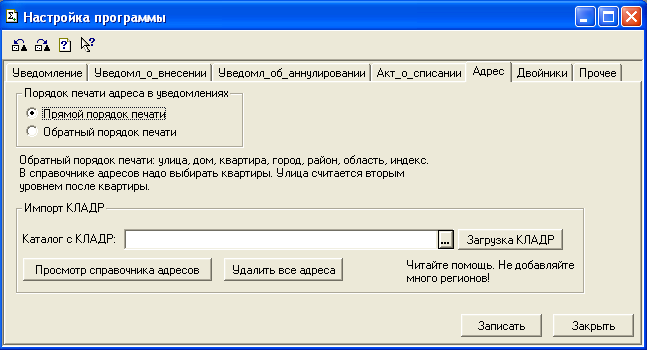 Настройка программы
Уведомление Уведомл_о_внесении Уведомл_об_аннулировании Акт_о_списании Адрес Двойники Прочее
Порядок печати адреса в уведомлениях
Прямой порядок печати
Обратный порядок печати
Обратный порядок печати: улица, дом, квартира, город, район, область, индекс.
В справочнике адресов надо выбирать квартиры. Улица считается вторым
уровнем после квартиры.
Импорт КЛАДР
Каталог с КЛАДР: ... Загрузка КЛАДР
Просмотр справочника адресов Удалить все адреса
Читайте помощь. Не добавляйте
много регионов!
Записать Закрыть